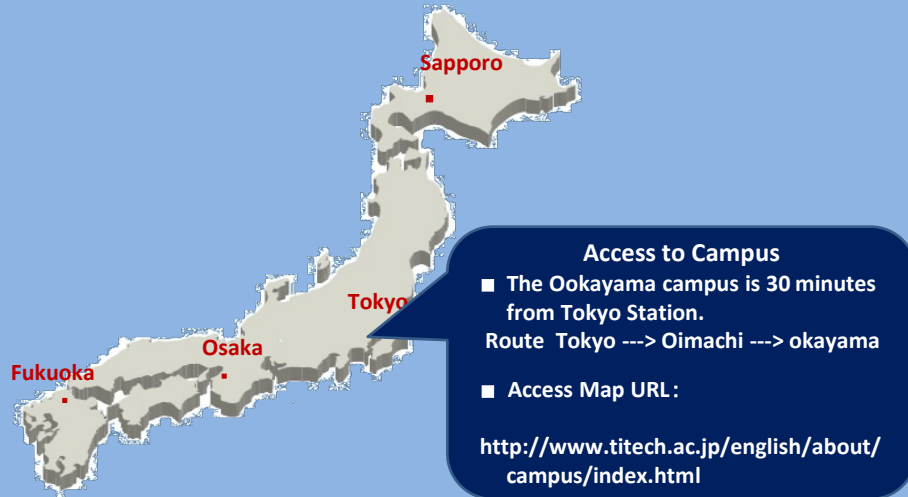 Sapporo
Tokyo
Osaka
Fukuoka
Access to Campus
■ The Ookayama campus is 30 minutes
from Tokyo Station.
Route Tokyo ---> Oimachi ---> okayama
■ Access Map URL:
http://www.titech.ac.jp/english/about/
campus/index.html